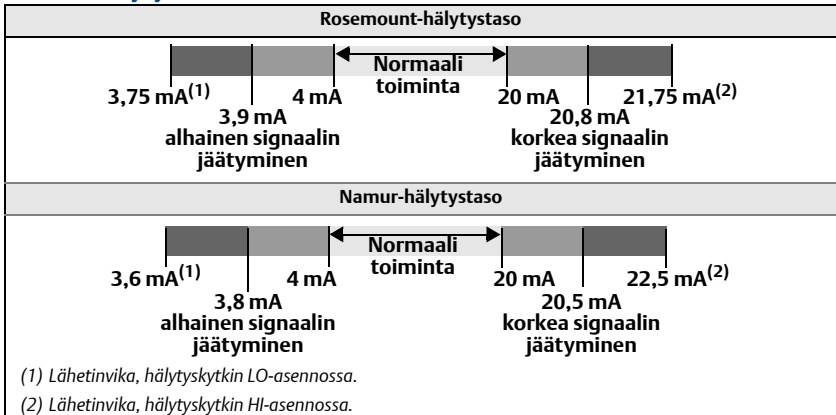 Rosemount-hälytystaso
Normaali
toiminta
3,75 mA(1) 4 mA 20 mA 21,75 mA(2)
3,9 mA 20,8 mA
alhainen signaalin korkea signaalin
jäätyminen jäätyminen
Namur-hälytystaso
Normaali
toiminta
3,6 mA(1) 4 mA 20 mA 22,5 mA(2)
3,8 mA 20,5 mA
alhainen signaalin korkea signaalin
jäätyminen jäätyminen
(1) Lähetinvika, hälytyskytkin LO-asennossa.
(2) Lähetinvika, hälytyskytkin HI-asennossa.